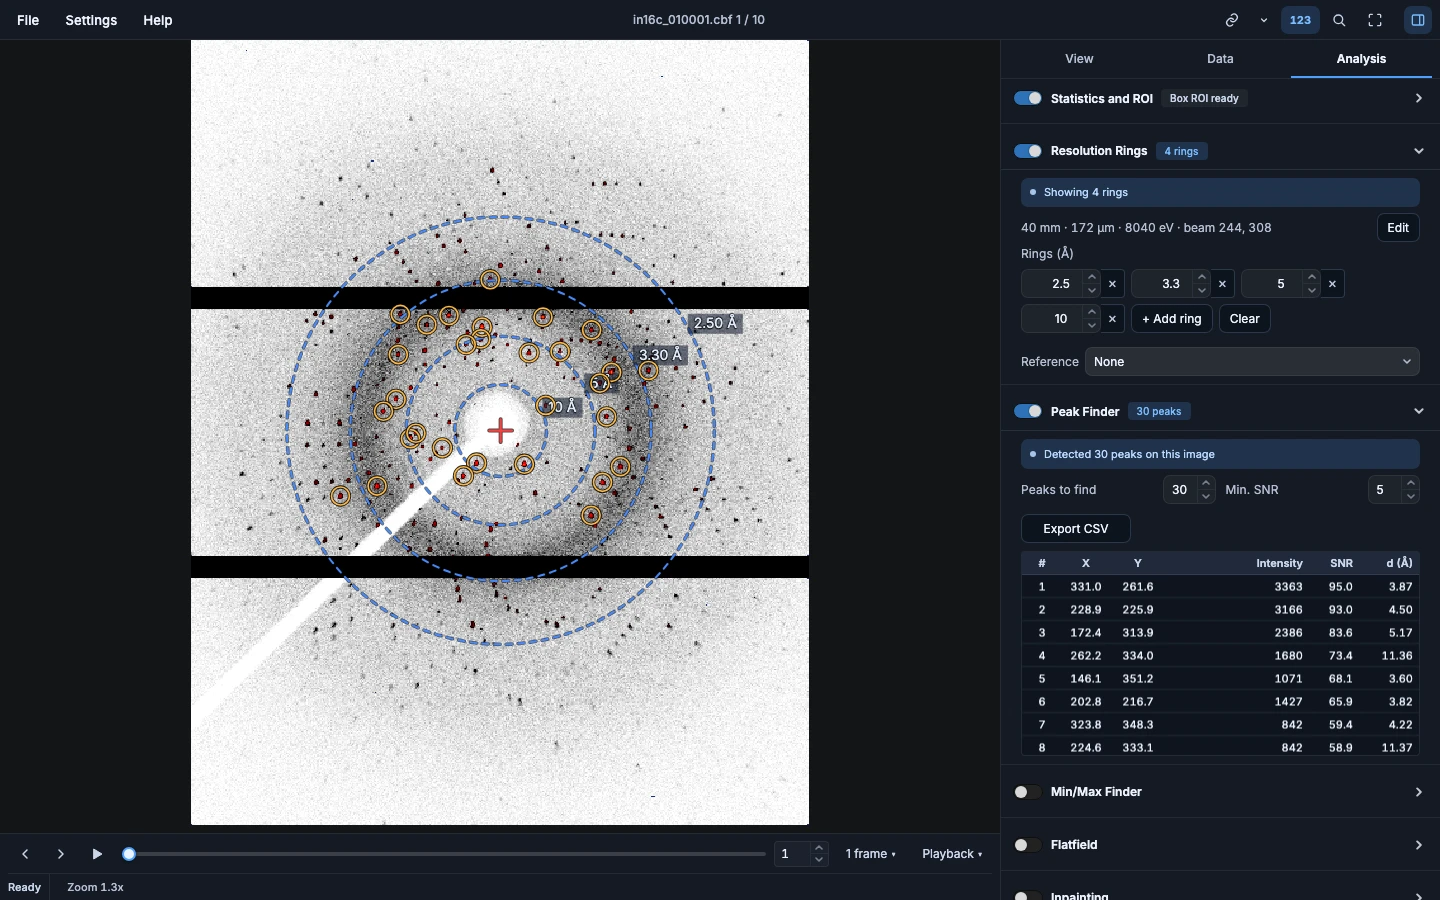 File Settings Help in16c_010001.cbf 1 / 10 123
View Data Analysis
Statistics and ROI Box ROI ready
Resolution Rings 4 rings
Showing 4 rings
40 mm · 172 µm · 8040 eV · beam 244, 308 Edit
Rings (Å)
2.5 × 3.3 × 5 ×
10 × + Add ring Clear
Reference None
Peak Finder 30 peaks
Detected 30 peaks on this image
Peaks to find 30 Min. SNR 5
Export CSV
# X Y Intensity SNR d (Å)
1 331.0 261.6 3363 95.0 3.87
2 228.9 225.9 3166 93.0 4.50
3 172.4 313.9 2386 83.6 5.17
4 262.2 334.0 1680 73.4 11.36
5 146.1 351.2 1071 68.1 3.60
6 202.8 216.7 1427 65.9 3.82
7 323.8 348.3 842 59.4 4.22
8 224.6 333.1 842 58.9 11.37
Min/Max Finder
Flatfield
Inpainting
2.50 Å
3.30 Å
5 Å
10 Å
1 1 frame Playback
Ready Zoom 1.3x